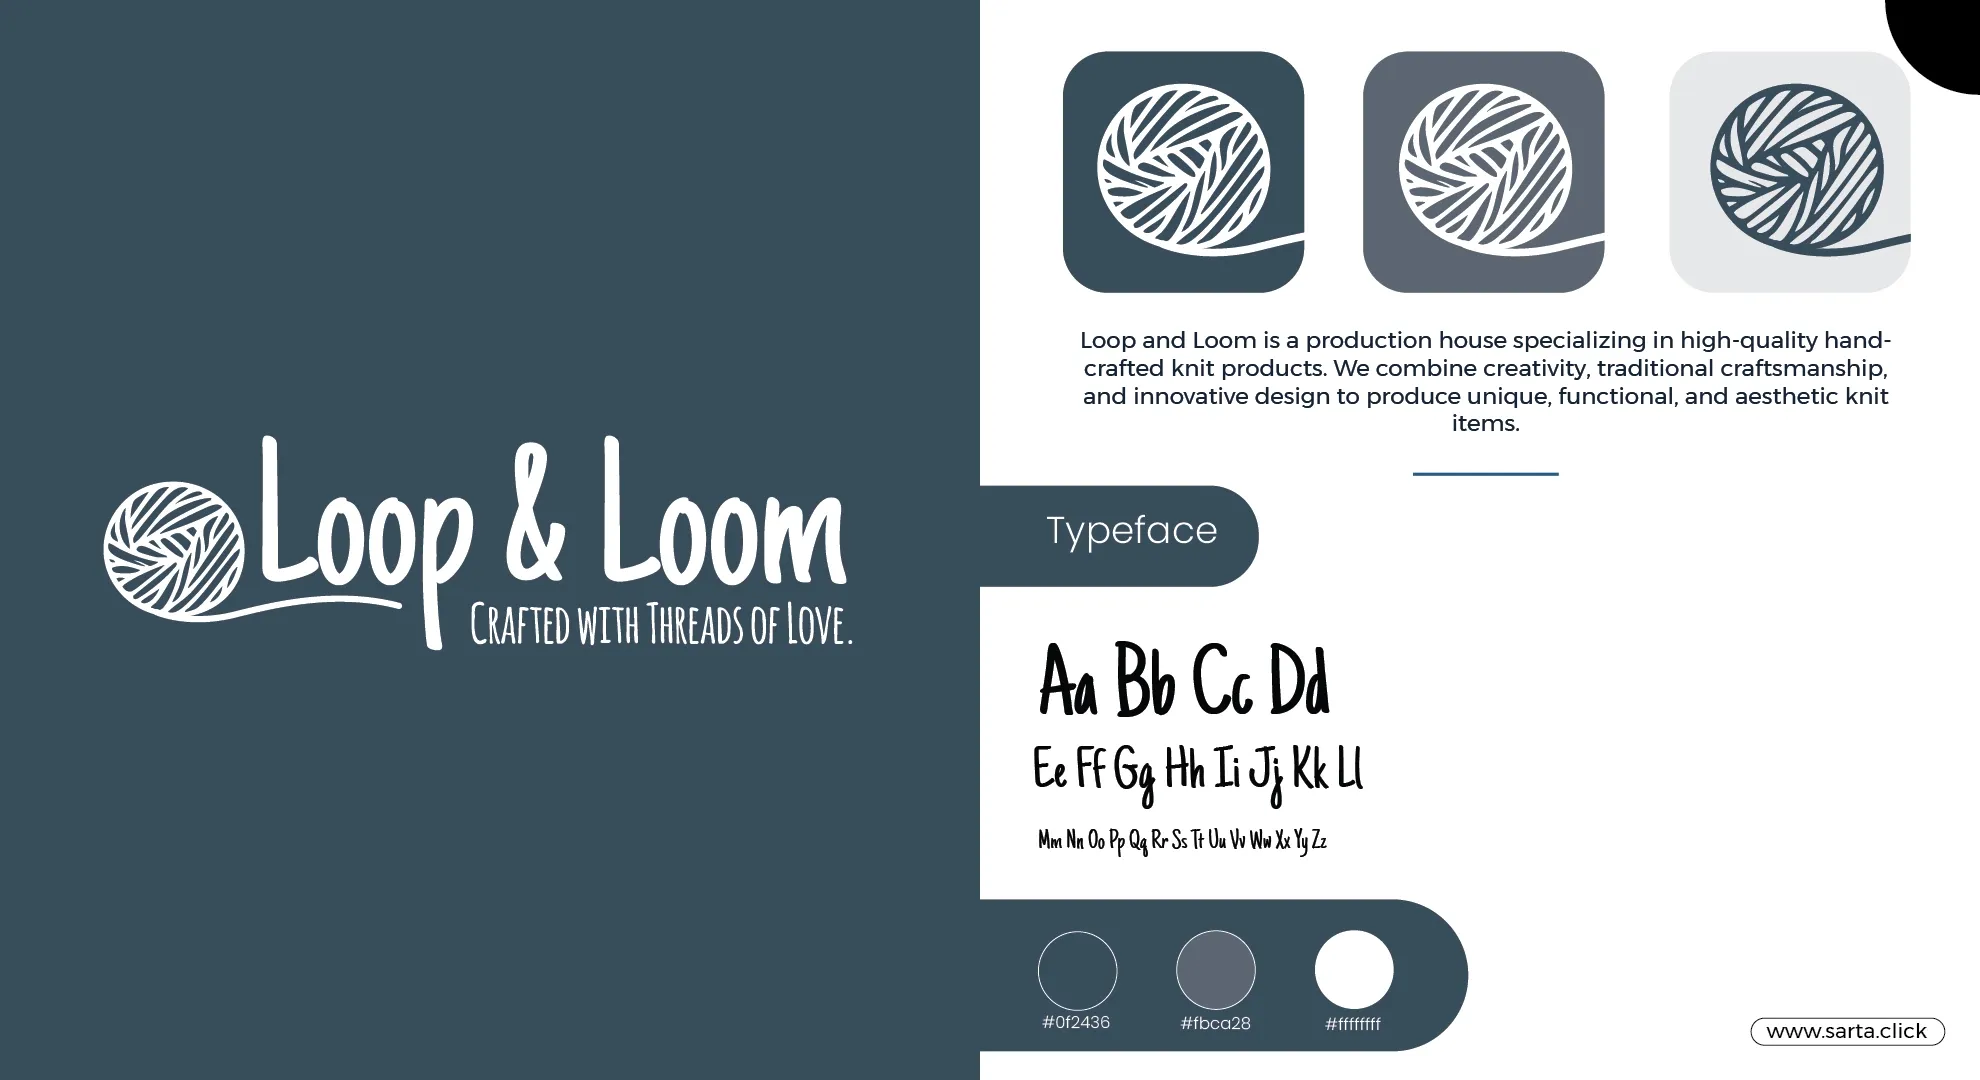 Loop & Loom
CRAFTED WITH THREADS OF LOVE.
Loop and Loom is a production house specializing in high-quality hand-
crafted knit products. We combine creativity, traditional craftsmanship,
and innovative design to produce unique, functional, and aesthetic knit
items.
Typeface
Aa Bb Cc Dd
Ee Ff Gg Hh Ii Jj Kk Ll
Mm Nn Oo Pp Qq Rr Ss Tt Uu Vv Ww Xx Yy Zz
#0f2436
#fbca28
#ffffffff
www.sarta.click